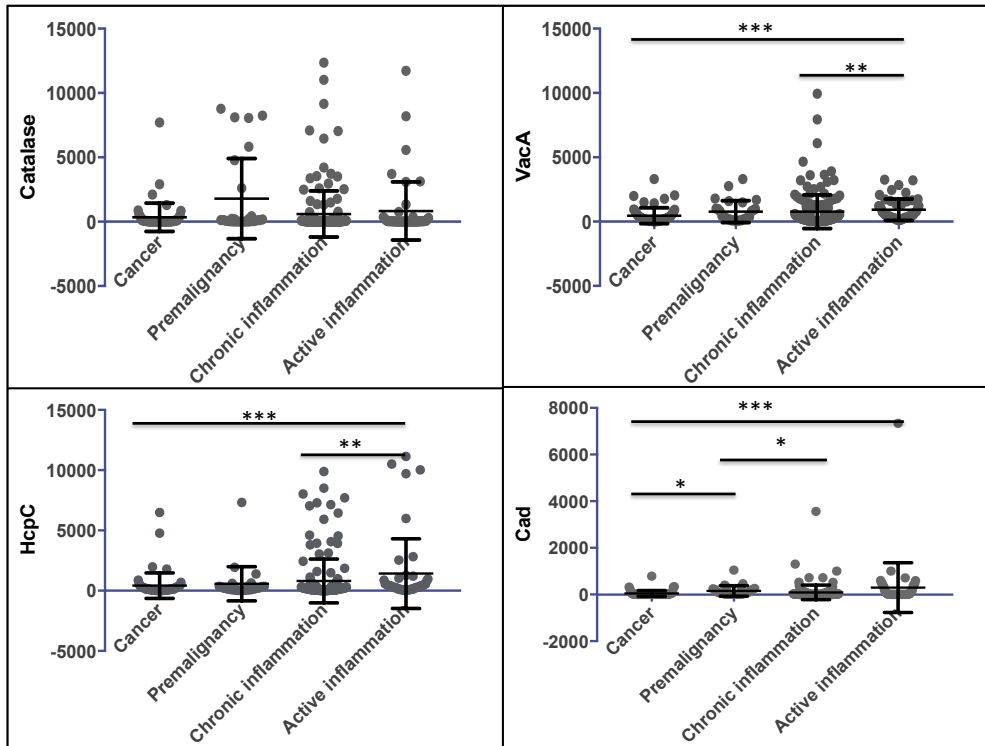 Catalase
15000
10000
5000
0
-5000
Cancer
Premalignancy
Chronic inflammation
Active inflammation
VacA
15000
10000
5000
0
-5000
***
**
Cancer
Premalignancy
Chronic inflammation
Active inflammation
HcpC
15000
10000
5000
0
-5000
***
**
Cancer
Premalignancy
Chronic inflammation
Active inflammation
Cad
8000
6000
4000
2000
0
-2000
***
*
*
Cancer
Premalignancy
Chronic inflammation
Active inflammation